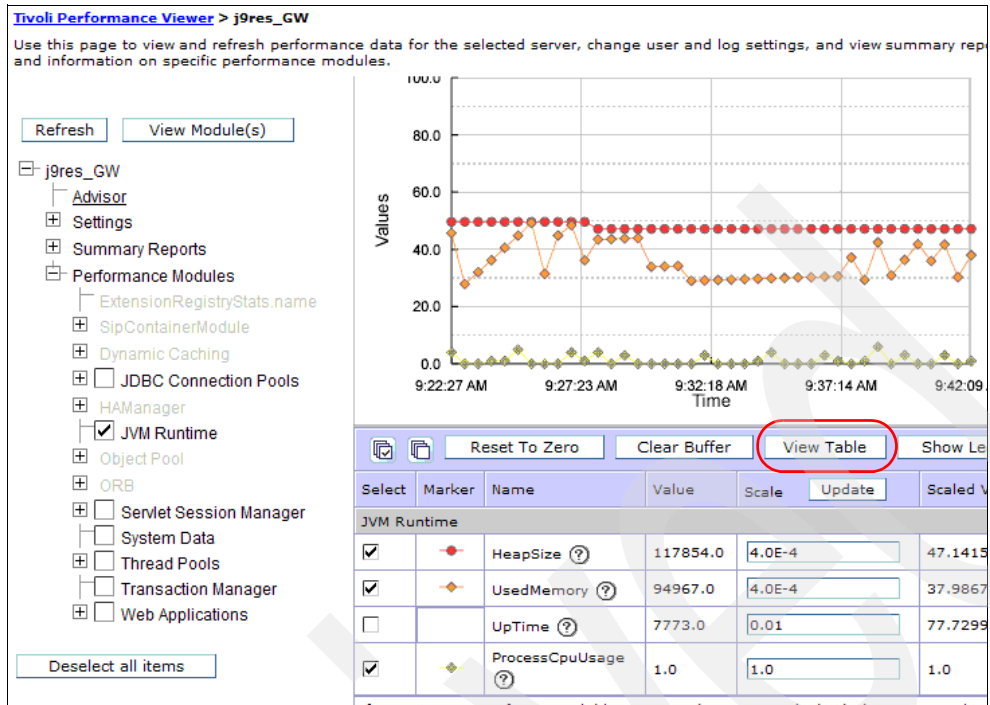 Tivoli Performance Viewer > j9res_GW
Use this page to view and refresh performance data for the selected server, change user and log settings, and view summary rep
and information on specific performance modules.
Refresh View Module(s)
j9res_GW
Advisor
Settings
Summary Reports
Performance Modules
ExtensionRegistryStats.name
SipContainerModule
Dynamic Caching
JDBC Connection Pools
HAManager
JVM Runtime
Object Pool
ORB
Servlet Session Manager
System Data
Thread Pools
Transaction Manager
Web Applications
Deselect all items
100.0
80.0
60.0
40.0
20.0
0.0
Values
9:22:27 AM 9:27:23 AM 9:32:18 AM 9:37:14 AM 9:42:09
Time
Reset To Zero Clear Buffer View Table Show Le
Select Marker Name Value Scale Update Scaled V
JVM Runtime
HeapSize (?) 117854.0 4.0E-4 47.1415
UsedMemory (?) 94967.0 4.0E-4 37.9867
UpTime (?) 7773.0 0.01 77.7299
ProcessCpuUsage
(?) 1.0 1.0 1.0